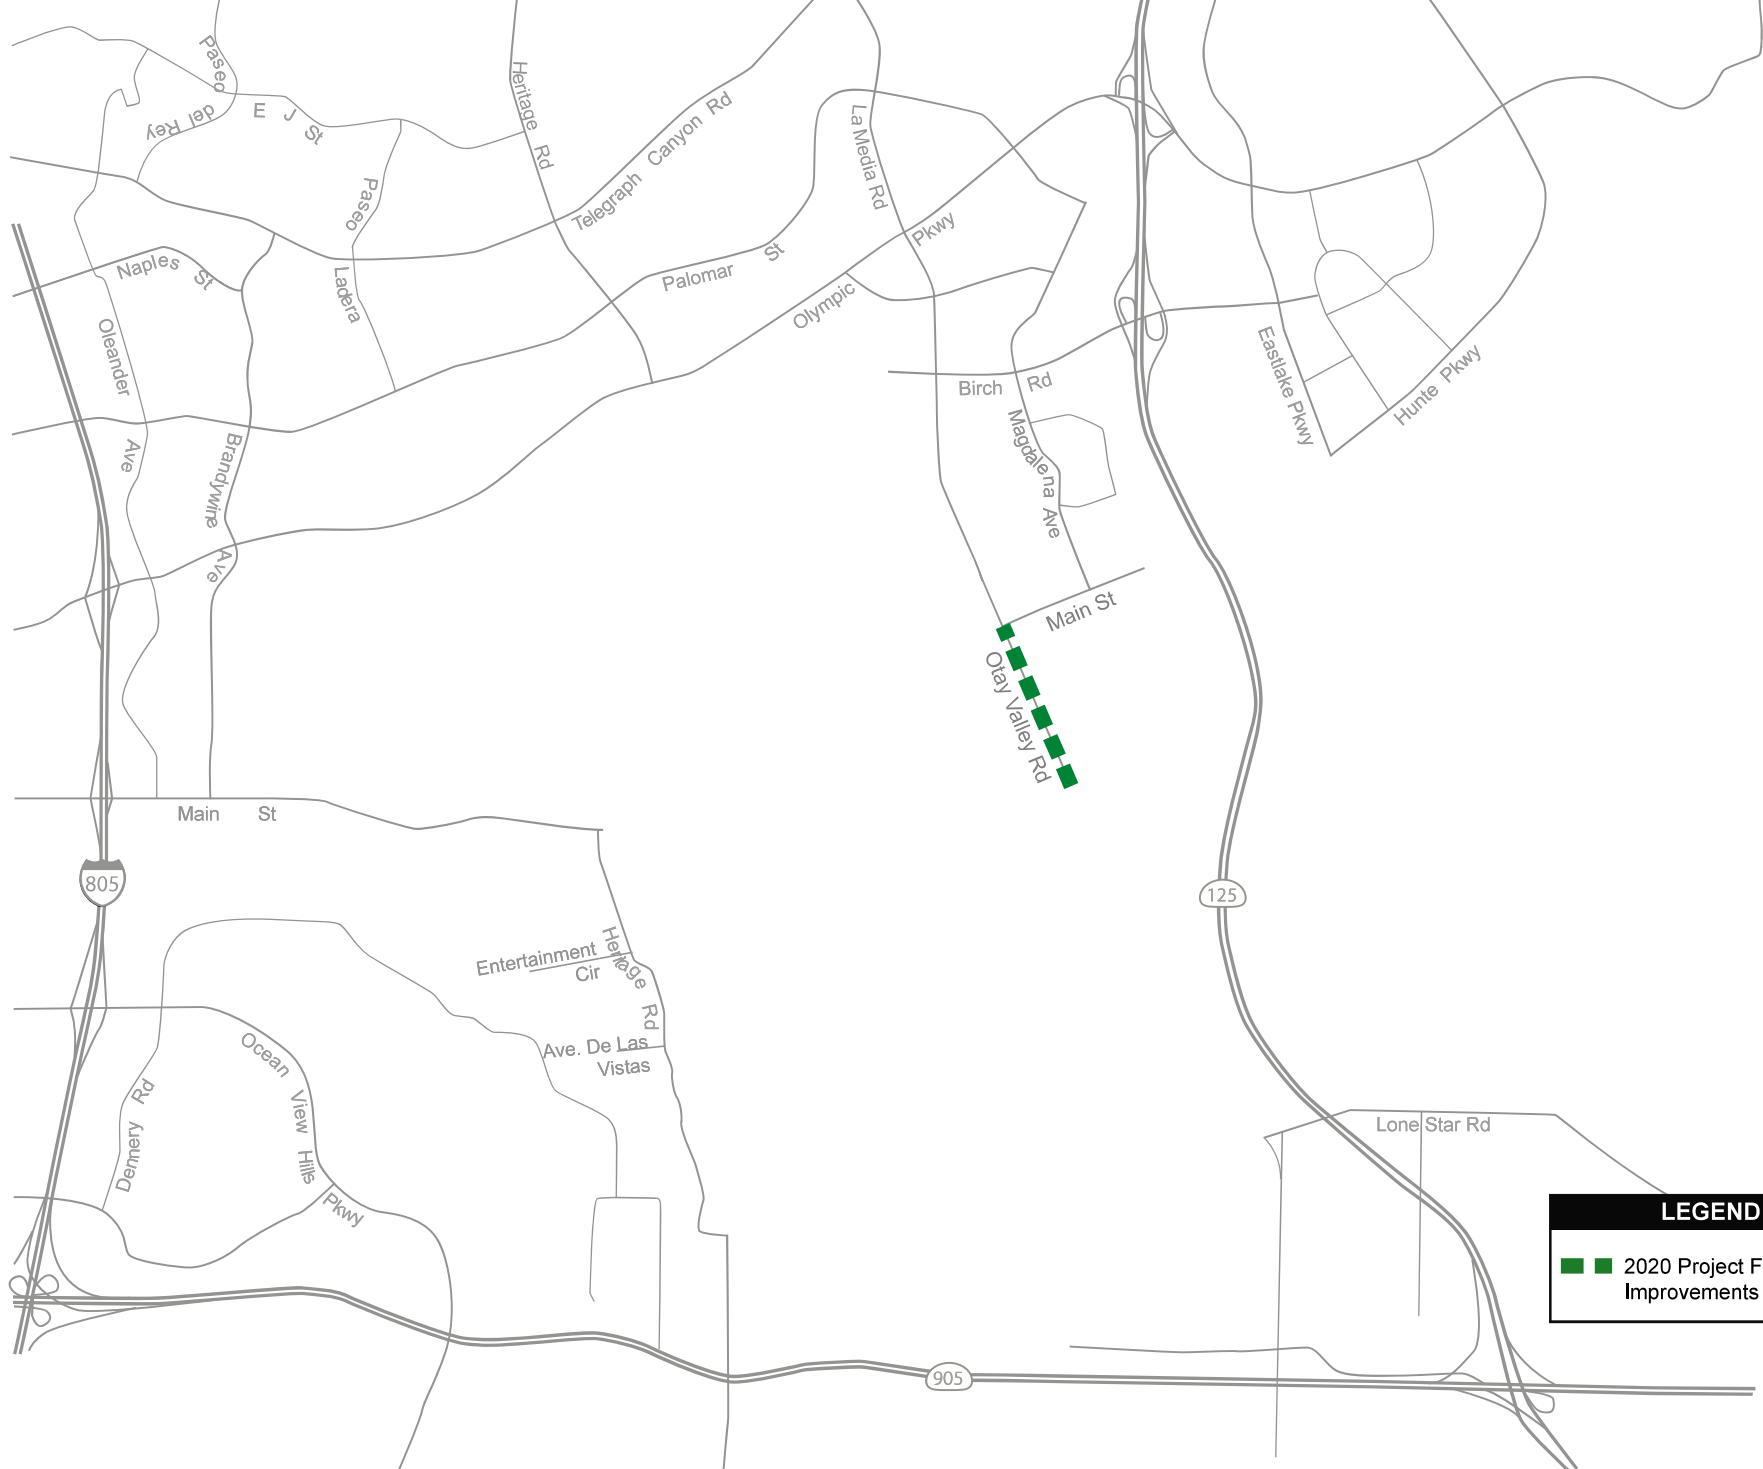 Paseo
del Rey
E J St
Heritage Rd
Telegraph Canyon Rd
La Media Rd
Paseo
Ladera
Naples St
Palomar St
Olympic Pkwy
Oleander
Ave
Brandywine
Ave
Birch Rd
Magdalena Ave
Eastlake Pkwy
Hunte Pkwy
Main St
Otay Valley Rd
Main St
805
125
Entertainment
Cir
Heritage Rd
Ave. De Las
Vistas
Ocean View Hills
Pkwy
Dennery Rd
Lone Star Rd
905
LEGEND
2020 Project F
Improvements